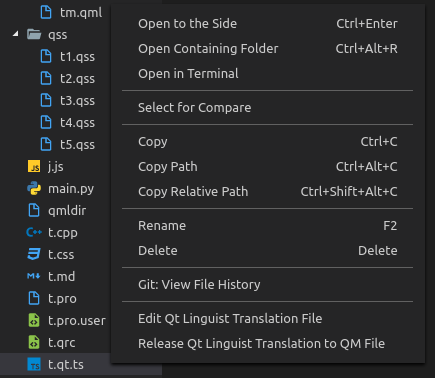 tm.qml
qss
t1.qss
t2.qss
t3.qss
t4.qss
t5.qss
JS j.js
main.py
qmldir
C++ t.cpp
t.css
M t.md
t.pro
t.pro.user
t.qrc
TS t.qt.ts
Open to the Side Ctrl+Enter
Open Containing Folder Ctrl+Alt+R
Open in Terminal
Select for Compare
Copy Ctrl+C
Copy Path Ctrl+Alt+C
Copy Relative Path Ctrl+Shift+Alt+C
Rename F2
Delete Delete
Git: View File History
Edit Qt Linguist Translation File
Release Qt Linguist Translation to QM File